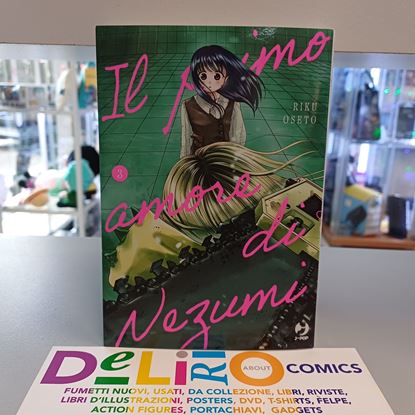 Il primo
RIKU
OSETO
3
amore
di
Nezumi
J-POP
DeLiRiO ABOUT COMICS
FUMETTI NUOVI, USATI, DA COLLEZIONE, LIBRI, RIVISTE,
LIBRI D'ILLUSTRAZIONI, POSTERS, DVD, T-SHIRTS, FELPE,
ACTION FIGURES, PORTACHIAVI, GADGETS